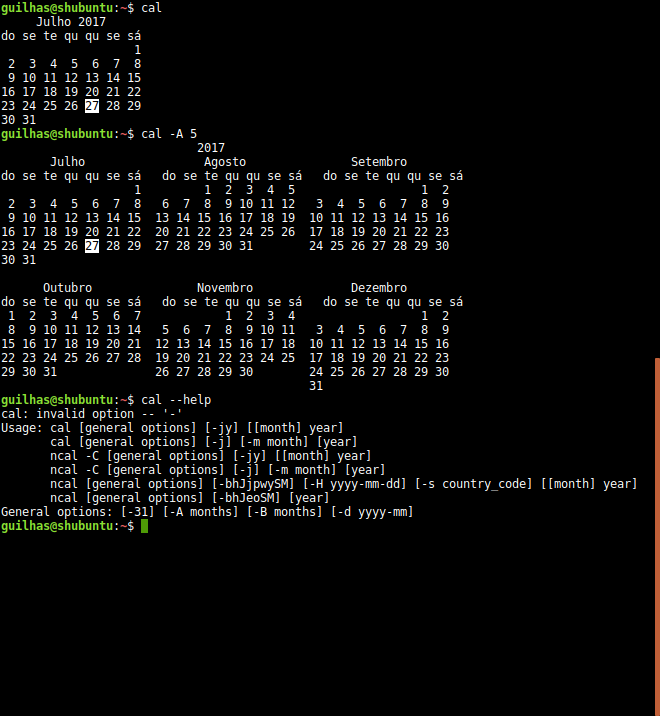 guilhas@shubuntu:~$ cal
     Julho 2017
do se te qu qu se sá
                   1
 2  3  4  5  6  7  8
 9 10 11 12 13 14 15
16 17 18 19 20 21 22
23 24 25 26 27 28 29
30 31
guilhas@shubuntu:~$ cal -A 5
                            2017
       Julho                 Agosto               Setembro
do se te qu qu se sá   do se te qu qu se sá   do se te qu qu se sá
                   1         1  2  3  4  5                  1  2
 2  3  4  5  6  7  8   6  7  8  9 10 11 12   3  4  5  6  7  8  9
 9 10 11 12 13 14 15  13 14 15 16 17 18 19  10 11 12 13 14 15 16
16 17 18 19 20 21 22  20 21 22 23 24 25 26  17 18 19 20 21 22 23
23 24 25 26 27 28 29  27 28 29 30 31        24 25 26 27 28 29 30
30 31
      Outubro               Novembro              Dezembro
do se te qu qu se sá   do se te qu qu se sá   do se te qu qu se sá
 1  2  3  4  5  6  7            1  2  3  4                  1  2
 8  9 10 11 12 13 14   5  6  7  8  9 10 11   3  4  5  6  7  8  9
15 16 17 18 19 20 21  12 13 14 15 16 17 18  10 11 12 13 14 15 16
22 23 24 25 26 27 28  19 20 21 22 23 24 25  17 18 19 20 21 22 23
29 30 31              26 27 28 29 30        24 25 26 27 28 29 30
                                            31
guilhas@shubuntu:~$ cal --help
cal: invalid option -- '-'
Usage: cal [general options] [-jy] [[month] year]
       cal [general options] [-j] [-m month] [year]
       ncal -C [general options] [-jy] [[month] year]
       ncal -C [general options] [-j] [-m month] [year]
       ncal [general options] [-bhJjpwySM] [-H yyyy-mm-dd] [-s country_code] [[month] year]
       ncal [general options] [-bhJeoSM] [year]
General options: [-31] [-A months] [-B months] [-d yyyy-mm]
guilhas@shubuntu:~$